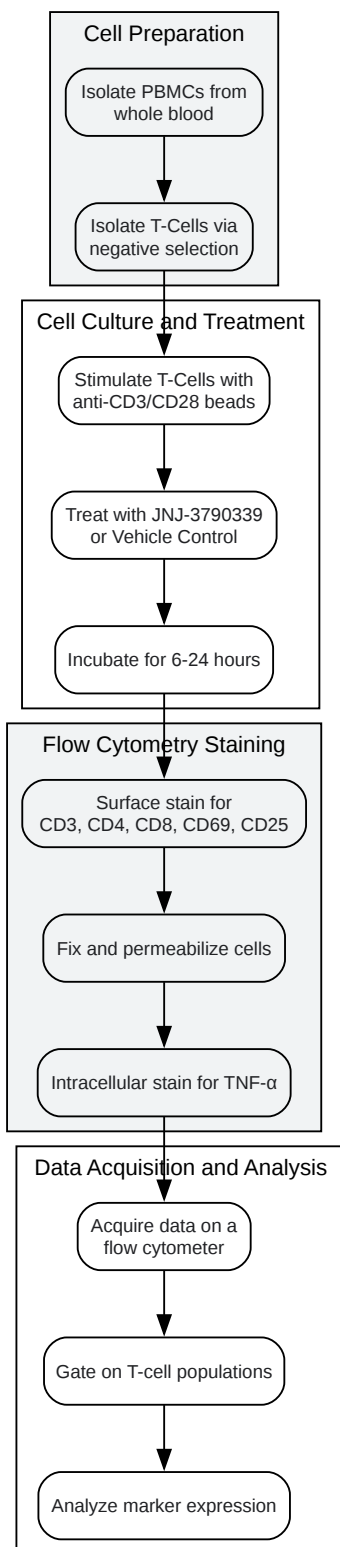 Cell Preparation
Isolate PBMCs from
whole blood
Isolate T-Cells via
negative selection
Cell Culture and Treatment
Stimulate T-Cells with
anti-CD3/CD28 beads
Treat with JNJ-3790339
or Vehicle Control
Incubate for 6-24 hours
Flow Cytometry Staining
Surface stain for
CD3, CD4, CD8, CD69, CD25
Fix and permeabilize cells
Intracellular stain for TNF-α
Data Acquisition and Analysis
Acquire data on a
flow cytometer
Gate on T-cell populations
Analyze marker expression